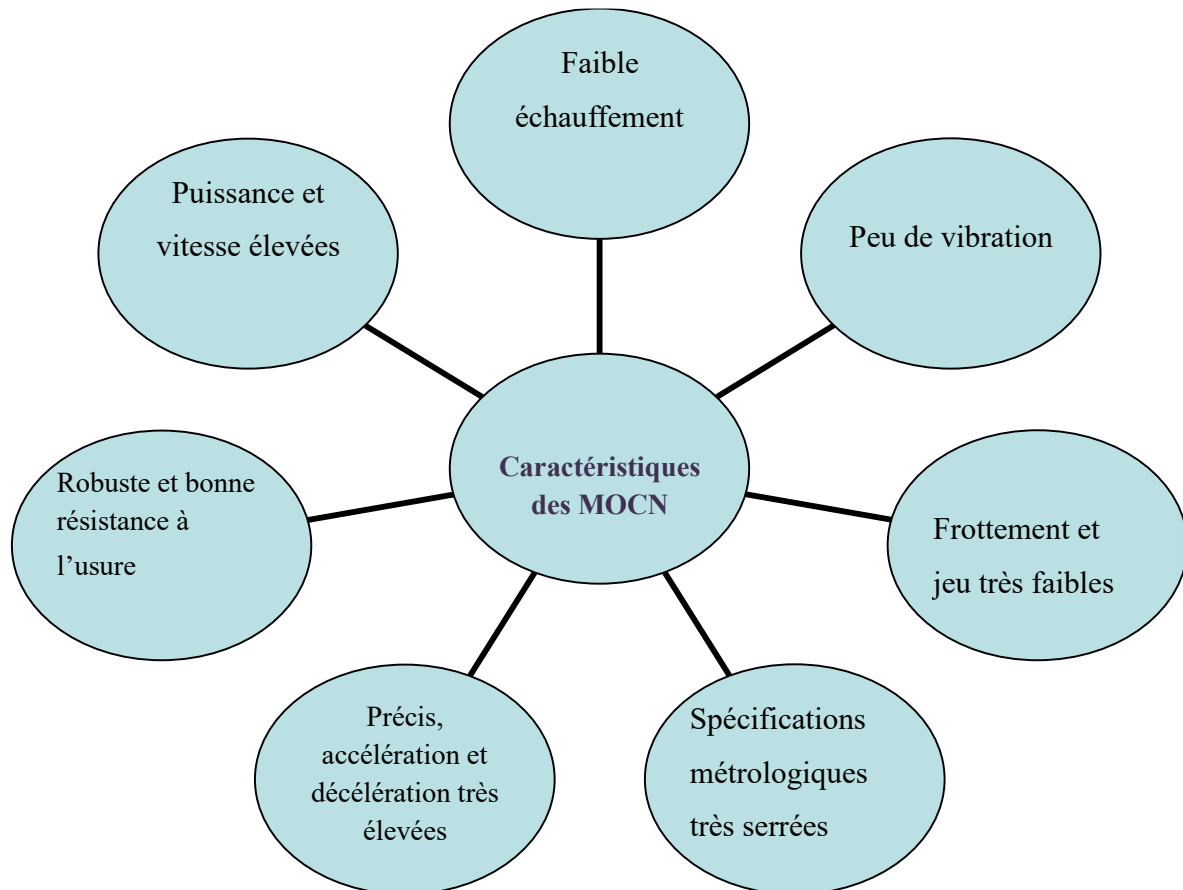 Faible
échauffement
Puissance et
vitesse élevées
Peu de vibration
Caractéristiques
des MOCN
Robuste et bonne
résistance à
l’usure
Frottement et
jeu très faibles
Précis,
accélération et
décélération très
élevées
Spécifications
métrologiques
très serrées